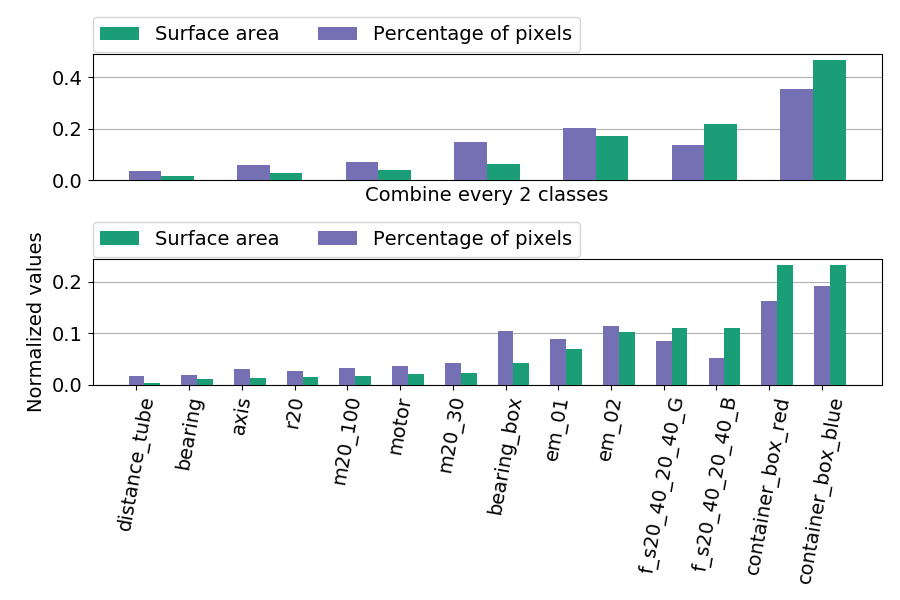 Surface area Percentage of pixels
0.4
0.2
0.0
Combine every 2 classes
Surface area Percentage of pixels
Normalized values
0.2
0.1
0.0
distance_tube
bearing
axis
r20
m20_100
motor
m20_30
bearing_box
em_01
em_02
f_s20_40_20_40_G
f_s20_40_20_40_B
container_box_red
container_box_blue